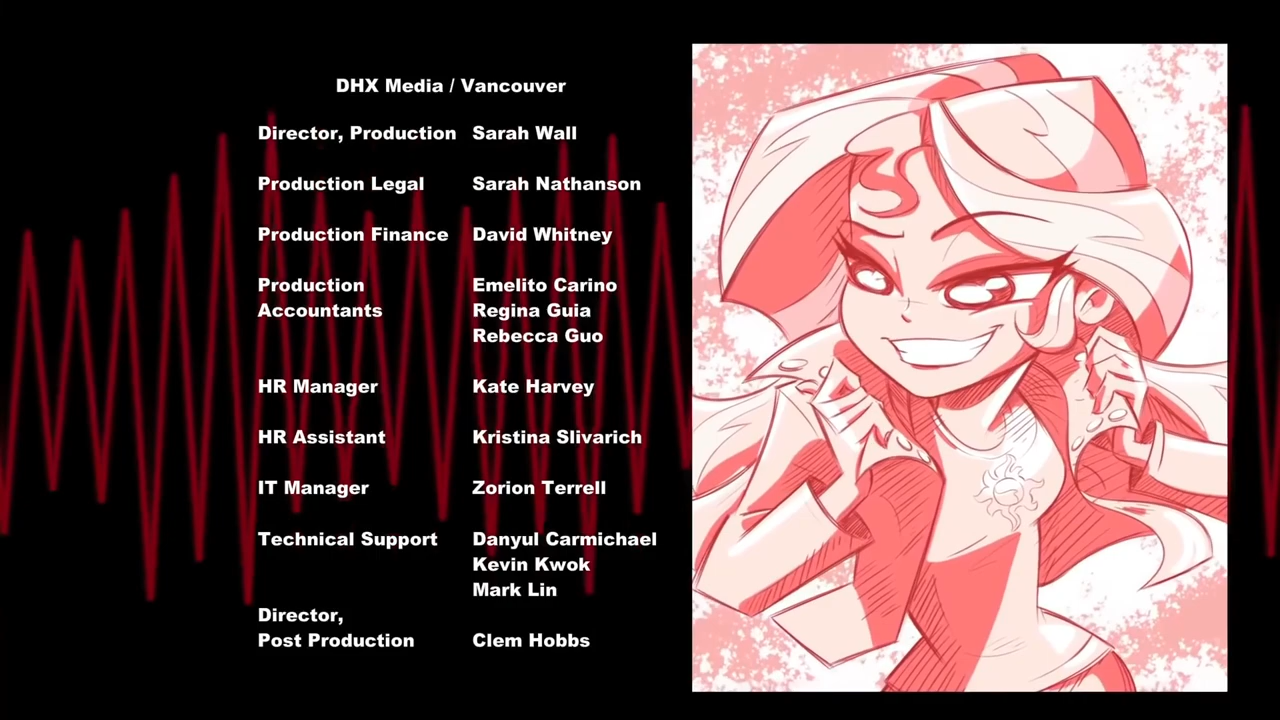 DHX Media / Vancouver
Director, Production Sarah Wall
Production Legal Sarah Nathanson
Production Finance David Whitney
Production Emelito Carino
Accountants Regina Guia
Rebecca Guo
HR Manager Kate Harvey
HR Assistant Kristina Slivarich
IT Manager Zorion Terrell
Technical Support Danyul Carmichael
Kevin Kwok
Mark Lin
Director,
Post Production Clem Hobbs